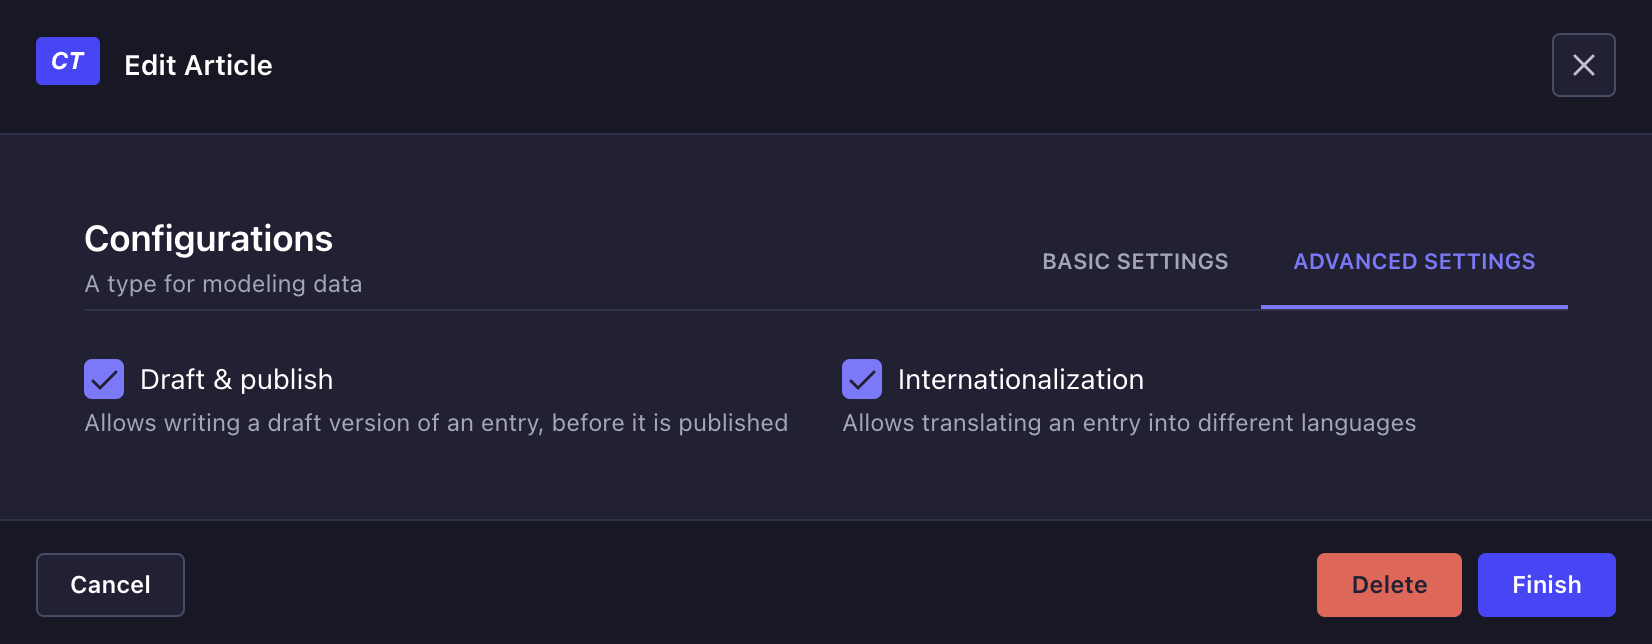 CT
Edit Article
Configurations
A type for modeling data
BASIC SETTINGS
ADVANCED SETTINGS
Draft & publish
Allows writing a draft version of an entry, before it is published
Internationalization
Allows translating an entry into different languages
Cancel
Delete
Finish